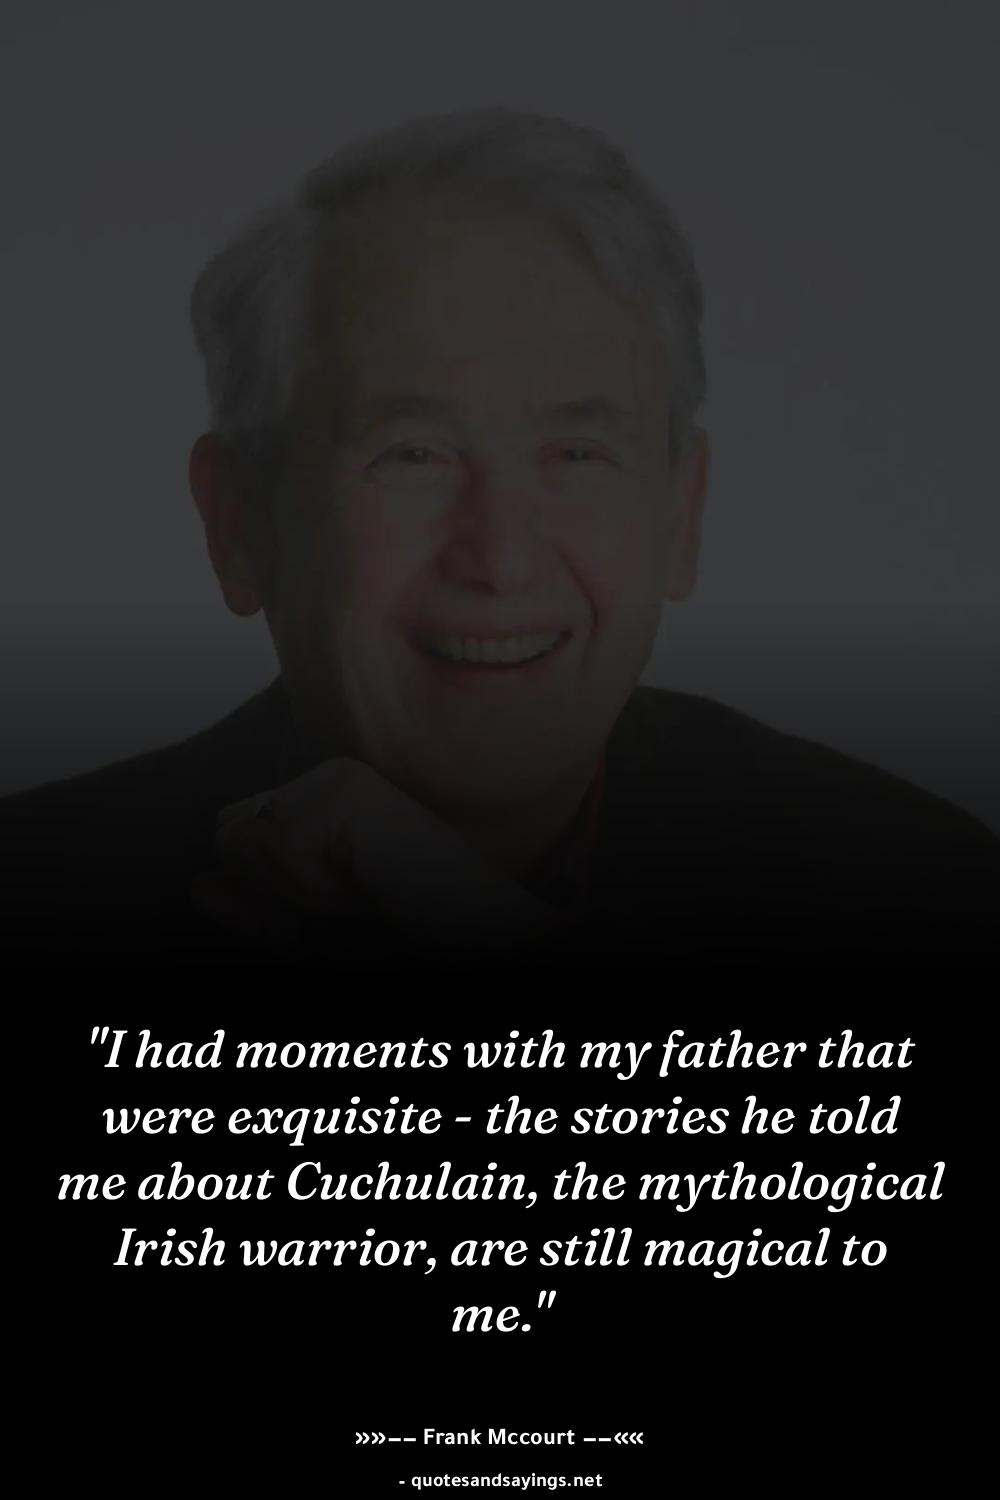 "I had moments with my father that
were exquisite - the stories he told
me about Cuchulain, the mythological
Irish warrior, are still magical to
me."
»»−− Frank Mccourt −−««
- quotesandsayings.net